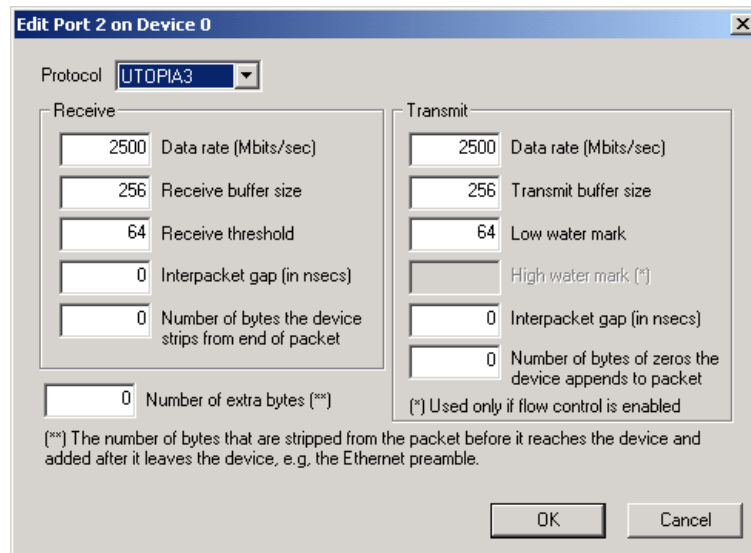 Edit Port 2 on Device 0
Protocol UTOPIA3
Receive
2500 Data rate (Mbits/sec)
256 Receive buffer size
64 Receive threshold
0 Interpacket gap (in nsecs)
0 Number of bytes the device
strips from end of packet
Transmit
2500 Data rate (Mbits/sec)
256 Transmit buffer size
64 Low water mark
High water mark (*)
0 Interpacket gap (in nsecs)
0 Number of bytes of zeros the
device appends to packet
(*) Used only if flow control is enabled
0 Number of extra bytes (**)
(**) The number of bytes that are stripped from the packet before it reaches the device and
added after it leaves the device, e.g, the Ethernet preamble.
OK Cancel